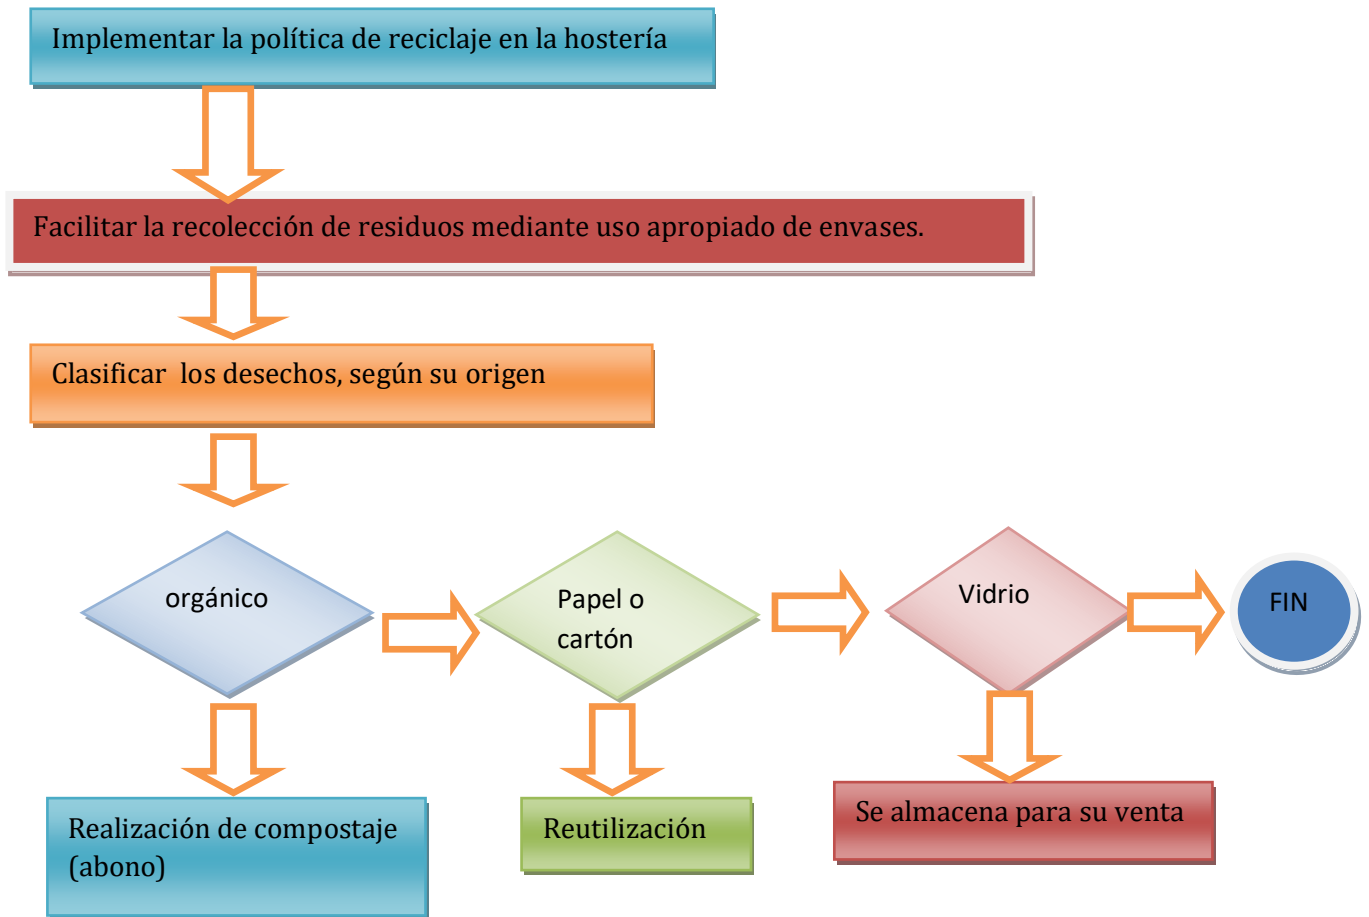 Implementar la política de reciclaje en la hostería
Facilitar la recolección de residuos mediante uso apropiado de envases.
Clasificar  los desechos, según su origen
orgánico
Papel o
cartón
Vidrio
FIN
Realización de compostaje
(abono)
Reutilización
Se almacena para su venta